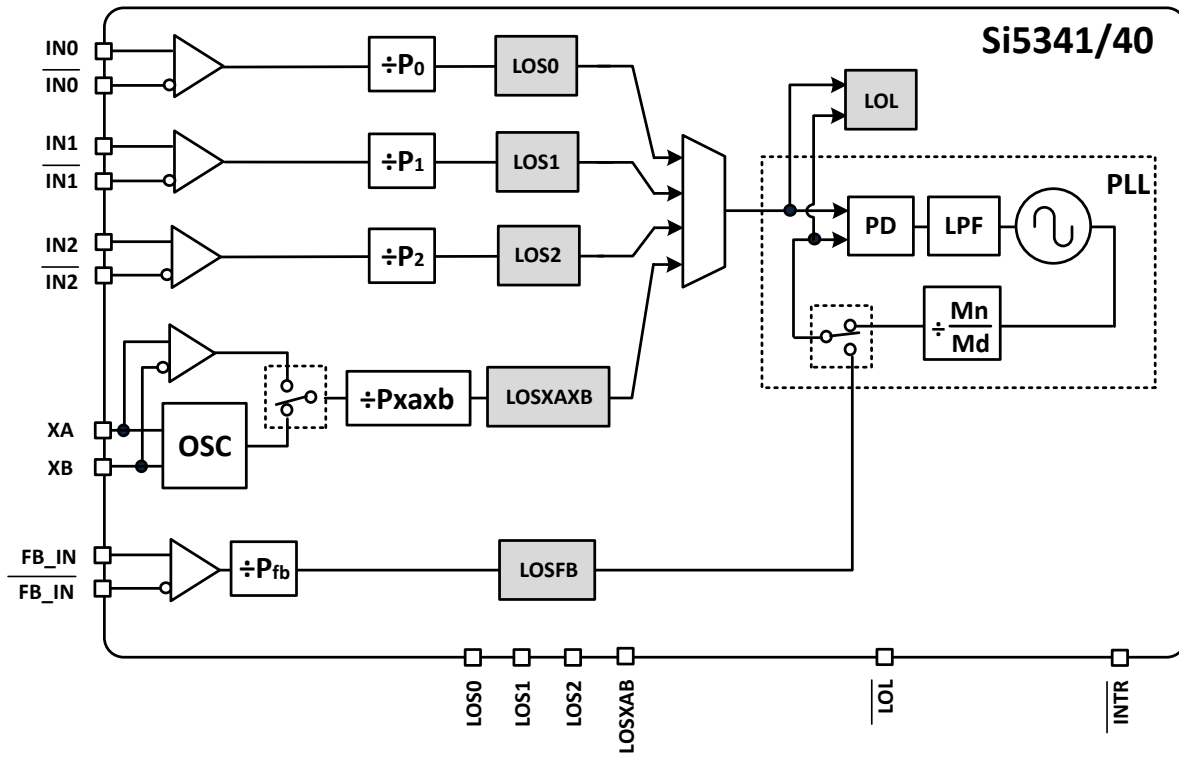 Si5341/40
IN0
IN0
÷P0
LOS0
LOL
IN1
IN1
÷P1
LOS1
PLL
IN2
IN2
÷P2
LOS2
PD
LPF
÷ Mn
Md
÷Pxaxb
LOSXAXB
XA
XB
OSC
FB_IN
FB_IN
÷Pfb
LOSFB
LOS0
LOS1
LOS2
LOSXAB
LOL
INTR